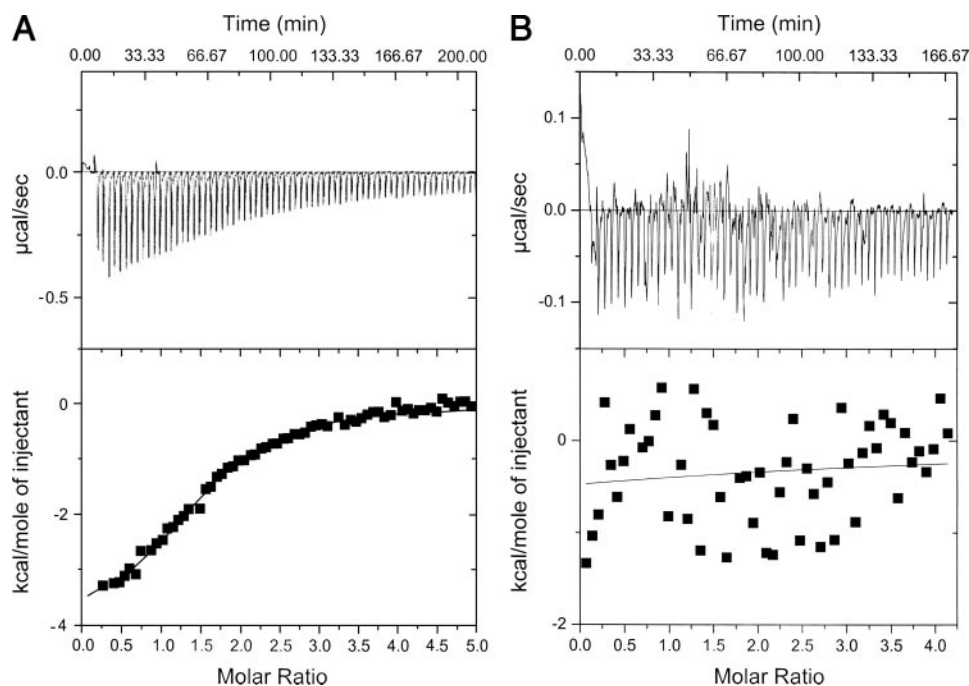 A
Time (min)
0.00 33.33 66.67 100.00 133.33 166.67 200.00
µcal/sec
0.0
-0.5
kcal/mole of injectant
0
-2
-4
0.0 0.5 1.0 1.5 2.0 2.5 3.0 3.5 4.0 4.5 5.0
Molar Ratio
B
Time (min)
0.00 33.33 66.67 100.00 133.33 166.67
µcal/sec
0.1
0.0
-0.1
kcal/mole of injectant
0
-2
0.0 0.5 1.0 1.5 2.0 2.5 3.0 3.5 4.0
Molar Ratio